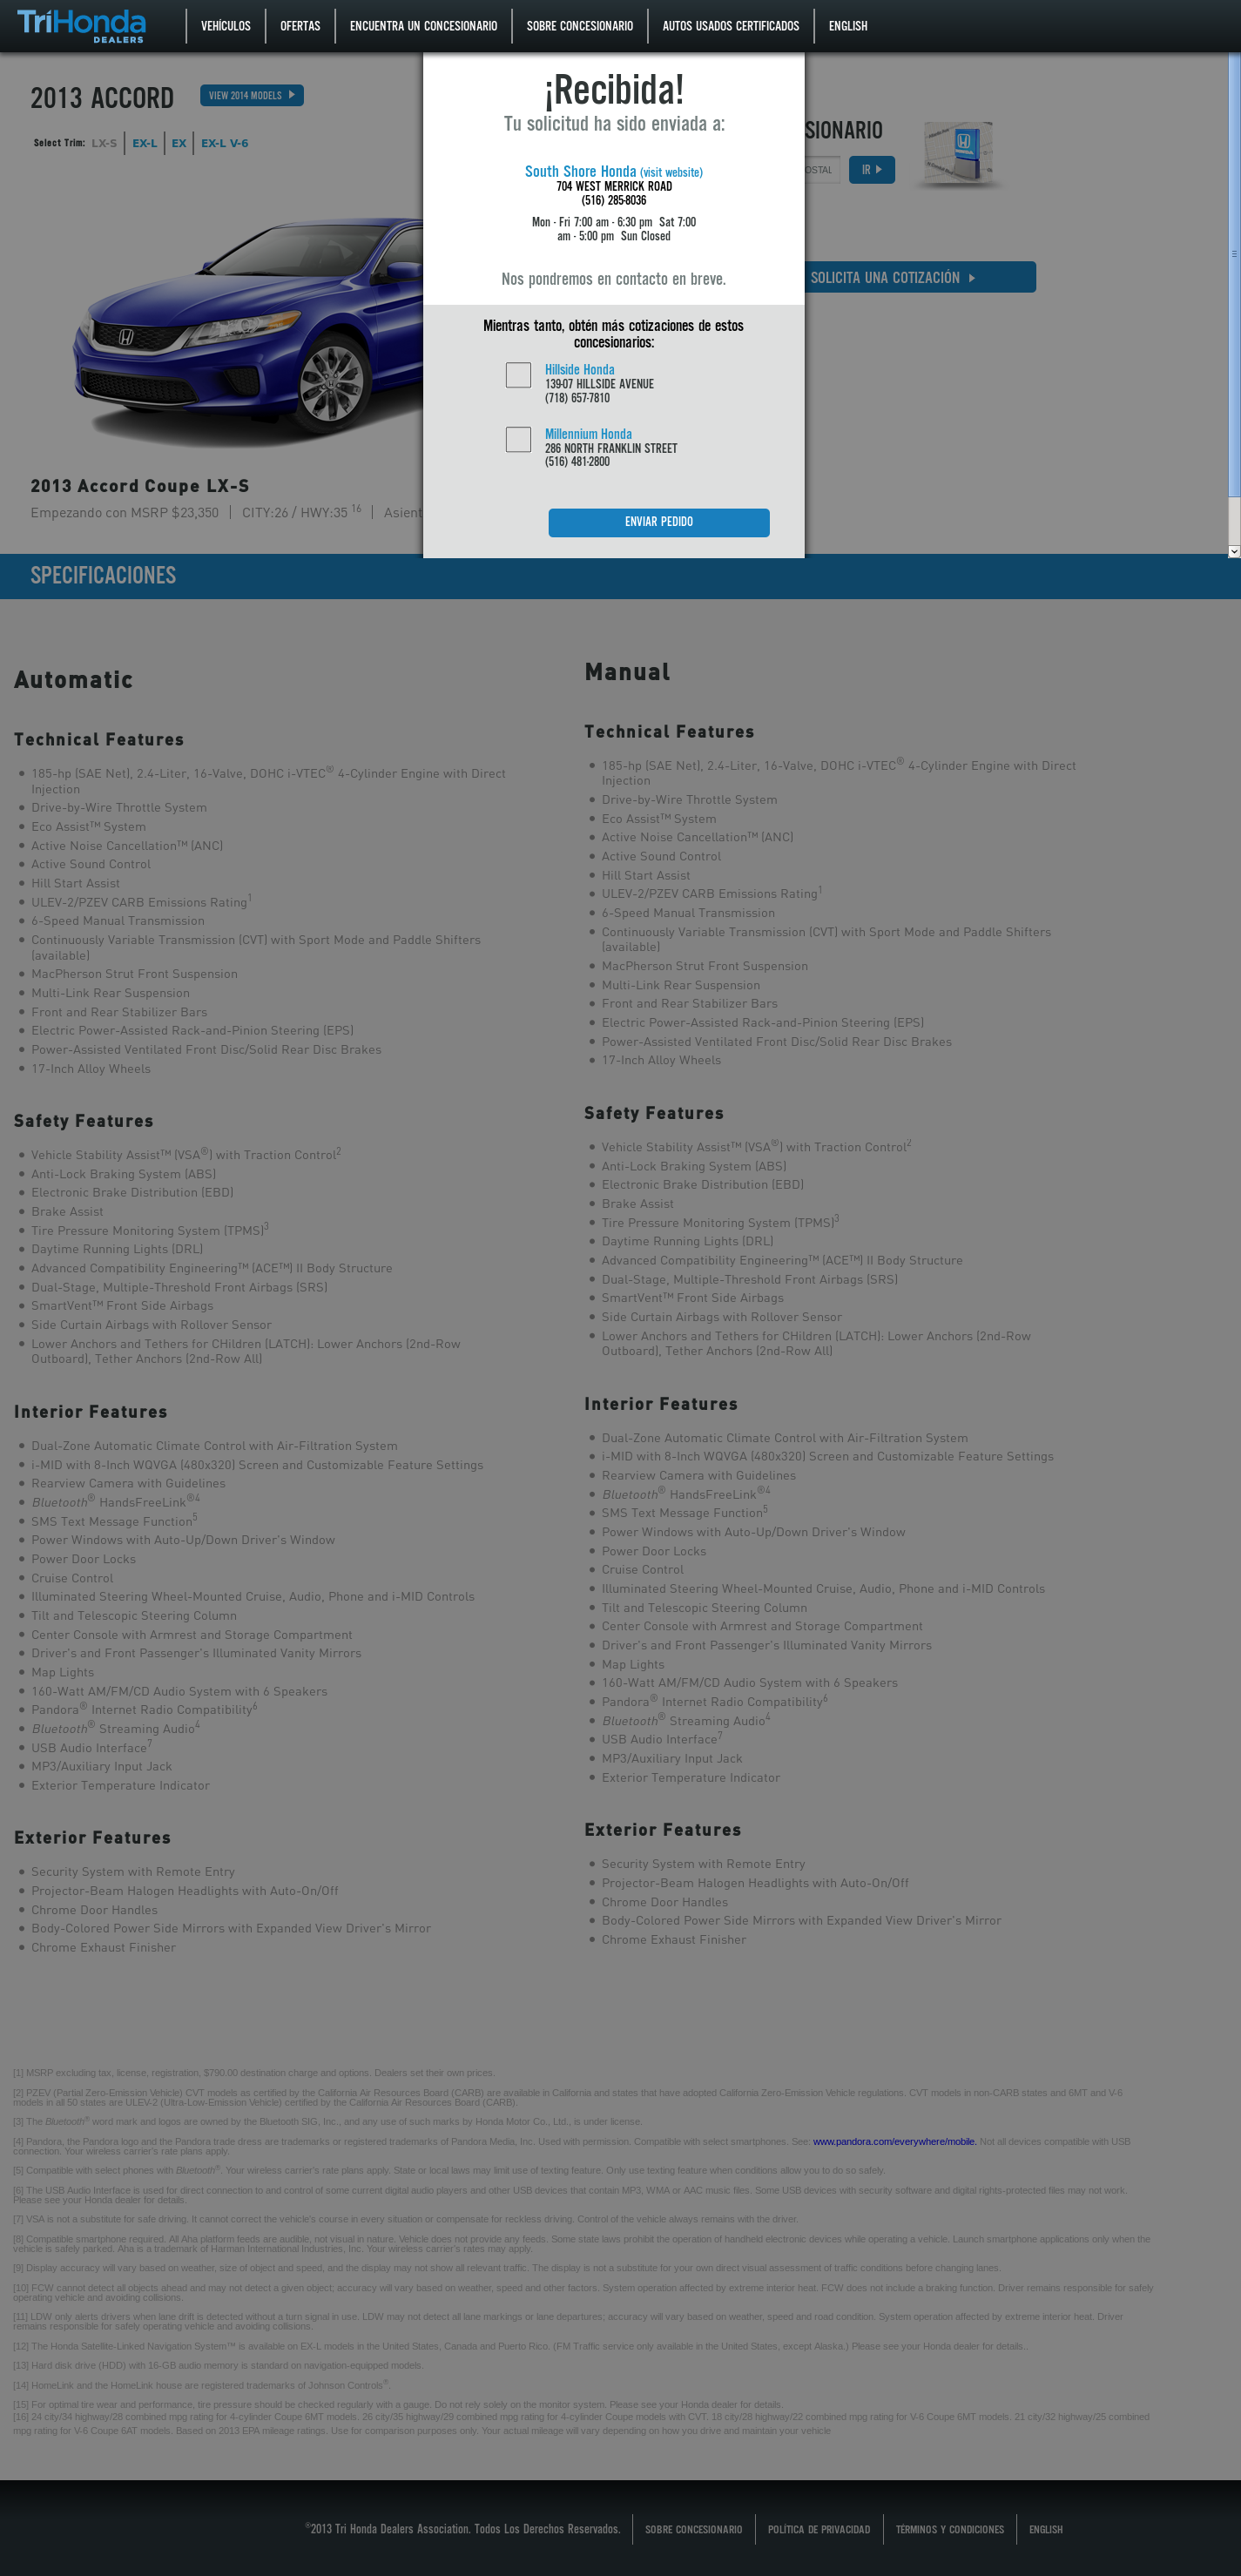 TriHonda
DEALERS
VEHÍCULOS
OFERTAS
ENCUENTRA UN CONCESIONARIO
SOBRE CONCESIONARIO
AUTOS USADOS CERTIFICADOS
ENGLISH
2013 ACCORD
VIEW 2014 MODELS
Select Trim: LX-S EX-L EX EX-L V-6
¡Recibida!
Tu solicitud ha sido enviada a:
South Shore Honda (visit website)
704 WEST MERRICK ROAD
(516) 285-8036
Mon - Fri 7:00 am - 6:30 pm Sat 7:00
am - 5:00 pm Sun Closed
Nos pondremos en contacto en breve.
Mientras tanto, obtén más cotizaciones de estos
concesionarios:
Hillside Honda
139-07 HILLSIDE AVENUE
(718) 657-7810
Millennium Honda
286 NORTH FRANKLIN STREET
(516) 481-2800
ENVIAR PEDIDO
SIONARIO
OSTAL
IR
SOLICITA UNA COTIZACIÓN
2013 Accord Coupe LX-S
Empezando con MSRP $23,350 CITY:26 / HWY:35 16 Asient
SPECIFICACIONES
Automatic
Technical Features
185-hp (SAE Net), 2.4-Liter, 16-Valve, DOHC i-VTEC® 4-Cylinder Engine with Direct
Injection
Drive-by-Wire Throttle System
Eco Assist™ System
Active Noise Cancellation™ (ANC)
Active Sound Control
Hill Start Assist
ULEV-2/PZEV CARB Emissions Rating1
6-Speed Manual Transmission
Continuously Variable Transmission (CVT) with Sport Mode and Paddle Shifters
(available)
MacPherson Strut Front Suspension
Multi-Link Rear Suspension
Front and Rear Stabilizer Bars
Electric Power-Assisted Rack-and-Pinion Steering (EPS)
Power-Assisted Ventilated Front Disc/Solid Rear Disc Brakes
17-Inch Alloy Wheels
Safety Features
Vehicle Stability Assist™ (VSA®) with Traction Control2
Anti-Lock Braking System (ABS)
Electronic Brake Distribution (EBD)
Brake Assist
Tire Pressure Monitoring System (TPMS)3
Daytime Running Lights (DRL)
Advanced Compatibility Engineering™ (ACE™) II Body Structure
Dual-Stage, Multiple-Threshold Front Airbags (SRS)
SmartVent™ Front Side Airbags
Side Curtain Airbags with Rollover Sensor
Lower Anchors and Tethers for CHildren (LATCH): Lower Anchors (2nd-Row
Outboard), Tether Anchors (2nd-Row All)
Interior Features
Dual-Zone Automatic Climate Control with Air-Filtration System
i-MID with 8-Inch WQVGA (480x320) Screen and Customizable Feature Settings
Rearview Camera with Guidelines
Bluetooth® HandsFreeLink®4
SMS Text Message Function5
Power Windows with Auto-Up/Down Driver's Window
Power Door Locks
Cruise Control
Illuminated Steering Wheel-Mounted Cruise, Audio, Phone and i-MID Controls
Tilt and Telescopic Steering Column
Center Console with Armrest and Storage Compartment
Driver's and Front Passenger's Illuminated Vanity Mirrors
Map Lights
160-Watt AM/FM/CD Audio System with 6 Speakers
Pandora® Internet Radio Compatibility6
Bluetooth® Streaming Audio4
USB Audio Interface7
MP3/Auxiliary Input Jack
Exterior Temperature Indicator
Exterior Features
Security System with Remote Entry
Projector-Beam Halogen Headlights with Auto-On/Off
Chrome Door Handles
Body-Colored Power Side Mirrors with Expanded View Driver's Mirror
Chrome Exhaust Finisher
Manual
Technical Features
185-hp (SAE Net), 2.4-Liter, 16-Valve, DOHC i-VTEC® 4-Cylinder Engine with Direct
Injection
Drive-by-Wire Throttle System
Eco Assist™ System
Active Noise Cancellation™ (ANC)
Active Sound Control
Hill Start Assist
ULEV-2/PZEV CARB Emissions Rating1
6-Speed Manual Transmission
Continuously Variable Transmission (CVT) with Sport Mode and Paddle Shifters
(available)
MacPherson Strut Front Suspension
Multi-Link Rear Suspension
Front and Rear Stabilizer Bars
Electric Power-Assisted Rack-and-Pinion Steering (EPS)
Power-Assisted Ventilated Front Disc/Solid Rear Disc Brakes
17-Inch Alloy Wheels
Safety Features
Vehicle Stability Assist™ (VSA®) with Traction Control2
Anti-Lock Braking System (ABS)
Electronic Brake Distribution (EBD)
Brake Assist
Tire Pressure Monitoring System (TPMS)3
Daytime Running Lights (DRL)
Advanced Compatibility Engineering™ (ACE™) II Body Structure
Dual-Stage, Multiple-Threshold Front Airbags (SRS)
SmartVent™ Front Side Airbags
Side Curtain Airbags with Rollover Sensor
Lower Anchors and Tethers for CHildren (LATCH): Lower Anchors (2nd-Row
Outboard), Tether Anchors (2nd-Row All)
Interior Features
Dual-Zone Automatic Climate Control with Air-Filtration System
i-MID with 8-Inch WQVGA (480x320) Screen and Customizable Feature Settings
Rearview Camera with Guidelines
Bluetooth® HandsFreeLink®4
SMS Text Message Function5
Power Windows with Auto-Up/Down Driver's Window
Power Door Locks
Cruise Control
Illuminated Steering Wheel-Mounted Cruise, Audio, Phone and i-MID Controls
Tilt and Telescopic Steering Column
Center Console with Armrest and Storage Compartment
Driver's and Front Passenger's Illuminated Vanity Mirrors
Map Lights
160-Watt AM/FM/CD Audio System with 6 Speakers
Pandora® Internet Radio Compatibility6
Bluetooth® Streaming Audio4
USB Audio Interface7
MP3/Auxiliary Input Jack
Exterior Temperature Indicator
Exterior Features
Security System with Remote Entry
Projector-Beam Halogen Headlights with Auto-On/Off
Chrome Door Handles
Body-Colored Power Side Mirrors with Expanded View Driver's Mirror
Chrome Exhaust Finisher
[1] MSRP excluding tax, license, registration, $790.00 destination charge and options. Dealers set their own prices.
[2] PZEV (Partial Zero-Emission Vehicle) CVT models as certified by the California Air Resources Board (CARB) are available in California and states that have adopted California Zero-Emission Vehicle regulations. CVT models in non-CARB states and 6MT and V-6
models in all 50 states are ULEV-2 (Ultra-Low-Emission Vehicle) certified by the California Air Resources Board (CARB).
[3] The Bluetooth® word mark and logos are owned by the Bluetooth SIG, Inc., and any use of such marks by Honda Motor Co., Ltd., is under license.
[4] Pandora, the Pandora logo and the Pandora trade dress are trademarks or registered trademarks of Pandora Media, Inc. Used with permission. Compatible with select smartphones. See: www.pandora.com/everywhere/mobile. Not all devices compatible with USB
connection. Your wireless carrier's rate plans apply.
[5] Compatible with select phones with Bluetooth®. Your wireless carrier's rate plans apply. State or local laws may limit use of texting feature. Only use texting feature when conditions allow you to do so safely.
[6] The USB Audio Interface is used for direct connection to and control of some current digital audio players and other USB devices that contain MP3, WMA or AAC music files. Some USB devices with security software and digital rights-protected files may not work.
Please see your Honda dealer for details.
[7] VSA is not a substitute for safe driving. It cannot correct the vehicle's course in every situation or compensate for reckless driving. Control of the vehicle always remains with the driver.
[8] Compatible smartphone required. All Aha platform feeds are audible, not visual in nature. Vehicle does not provide any feeds. Some state laws prohibit the operation of handheld electronic devices while operating a vehicle. Launch smartphone applications only when the
vehicle is safely parked. Aha is a trademark of Harman International Industries, Inc. Your wireless carrier's rates may apply.
[9] Display accuracy will vary based on weather, size of object and speed, and the display may not show all relevant traffic. The display is not a substitute for your own direct visual assessment of traffic conditions before changing lanes.
[10] FCW cannot detect all objects ahead and may not detect a given object; accuracy will vary based on weather, speed and other factors. System operation affected by extreme interior heat. FCW does not include a braking function. Driver remains responsible for safely
operating vehicle and avoiding collisions.
[11] LDW only alerts drivers when lane drift is detected without a turn signal in use. LDW may not detect all lane markings or lane departures; accuracy will vary based on weather, speed and road condition. System operation affected by extreme interior heat. Driver
remains responsible for safely operating vehicle and avoiding collisions.
[12] The Honda Satellite-Linked Navigation System™ is available on EX-L models in the United States, Canada and Puerto Rico. (FM Traffic service only available in the United States, except Alaska.) Please see your Honda dealer for details..
[13] Hard disk drive (HDD) with 16-GB audio memory is standard on navigation-equipped models.
[14] HomeLink and the HomeLink house are registered trademarks of Johnson Controls®.
[15] For optimal tire wear and performance, tire pressure should be checked regularly with a gauge. Do not rely solely on the monitor system. Please see your Honda dealer for details.
[16] 24 city/34 highway/28 combined mpg rating for 4-cylinder Coupe 6MT models. 26 city/35 highway/29 combined mpg rating for 4-cylinder Coupe models with CVT. 18 city/28 highway/22 combined mpg rating for V-6 Coupe 6MT models. 21 city/32 highway/25 combined
mpg rating for V-6 Coupe 6AT models. Based on 2013 EPA mileage ratings. Use for comparison purposes only. Your actual mileage will vary depending on how you drive and maintain your vehicle
®2013 Tri Honda Dealers Association. Todos Los Derechos Reservados.
SOBRE CONCESIONARIO
POLÍTICA DE PRIVACIDAD
TÉRMINOS Y CONDICIONES
ENGLISH